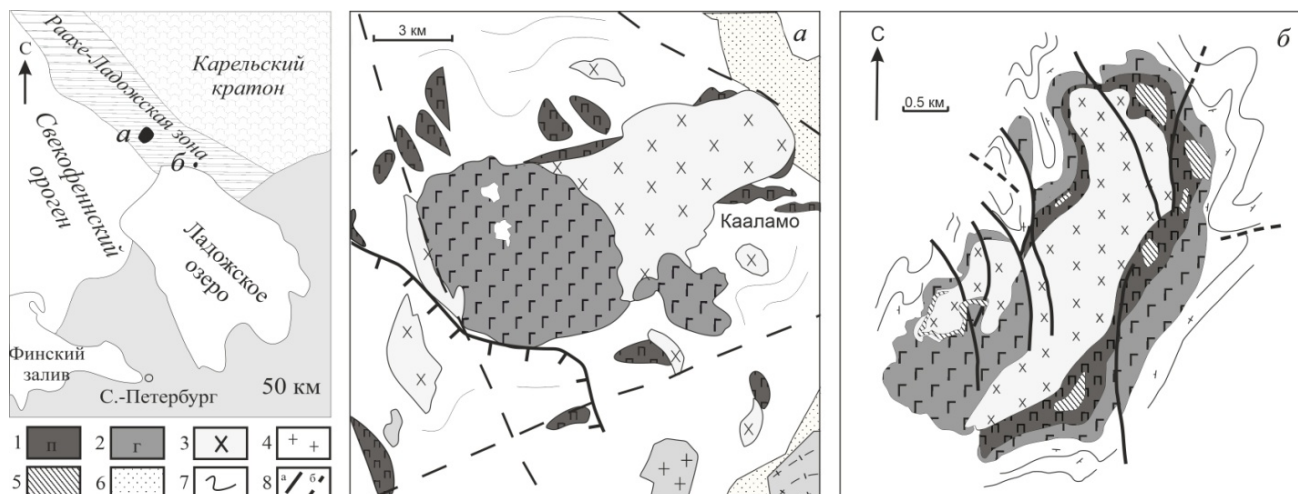 С
Раахе-Ладожская зона
Карельский
кратон
Свекофеннский
ороген
а
б
Ладожское
озеро
Финский
залив
С.-Петербург
50 км
1 п 2 г 3 х 4 + +
5 6 7 8 а б
3 км
а
Кааламо
С
0.5 км
б